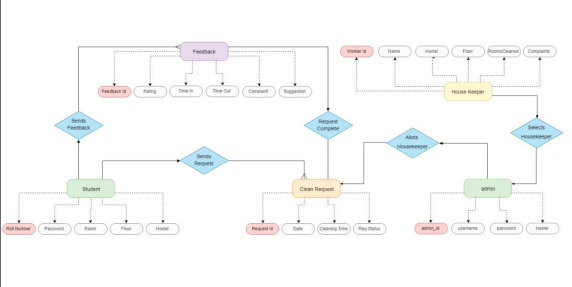 Feedback
Worker Id
Name
Hostel
Floor
RoomsCleaned
Complaints
Feedback Id
Rating
Time In
Time Out
Complaint
Suggestion
House Keeper
Sends
Feedback
Request
Complete
Selects
Housekeeper
Allots
Housekeeper
Sends
Request
Student
Clean Request
admin
Roll Number
Password
Room
Floor
Hostel
Request Id
Date
Cleaning Time
Req Status
admin_id
username
password
Hostel